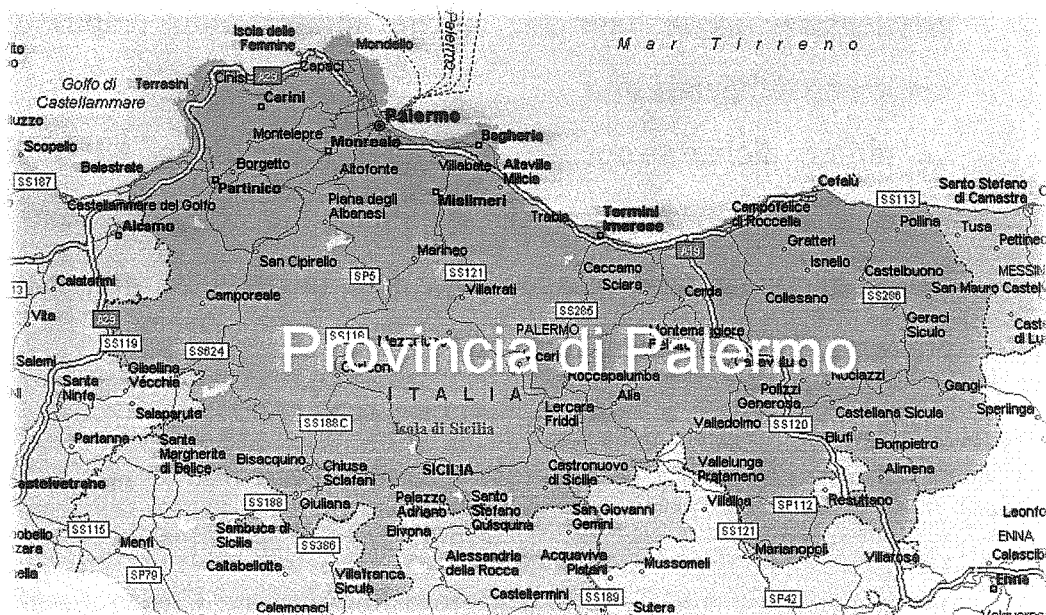 Isola delle
Femmine
Mondello
Palermo
Mar Tirreno
Golfo di
Castellammare
Terrasini
Cinisi
A29
Capaci
Carini
Palermo
Scopello
Montelepre
Monreale
Bagheria
Balestrate
Borgetto
Altofonte
Villabate
Altavilla
Milicia
SS187
Partinico
Misilmeri
Cefalù
Santo Stefano
di Camastra
Castellammare del Golfo
Piana degli
Albanesi
Trabia
Termini
Imerese
Campofelice
di Roccella
SS113
Pollina
Tusa
Alcamo
Marineo
Gratteri
Pettineo
San Cipirello
SP5
SS121
Caccamo
Sciara
Isnello
Castelbuono
Calatafimi
Camporeale
Villafrati
Cerda
Collesano
SS286
San Mauro Castel
Vita
SS285
Geraci
Siculo
SS119
SS624
PALERMO
Provincia di Palermo
Salemi
Gibellina
Vecchia
Vicari
Santa
Ninfa
Roccapalumba
Alia
Polizzi
Generosa
Nociazzi
Gangi
ITALIA
Salaparuta
Lercara
Friddi
Castellana Sicula
Sperlinga
SS188C
Isola di Sicilia
Valledolmo
SS120
Blufi
Bompietro
Partanna
Santa
Margherita
di Belice
Bisacquino
Chiusa
Sclafani
SICILIA
Castronuovo
di Sicilia
Vallelunga
Pratameno
Alimena
SS188
Giuliana
Palazzo
Adriano
Santo
Stefano
Quisquina
San Giovanni
Gemini
Villalba
SP112
Resuttano
SS115
Sambuca di
Sicilia
Bivona
SS121
ENNA
Menfi
SS386
Alessandria
della Rocca
Acquaviva
Platani
Mussomeli
Marianopoli
Villarosa
SP79
Caltabellotta
Villafranca
Sicula
Enna
Calamonaci
Casteltermini
SS189
Sutera
SP42